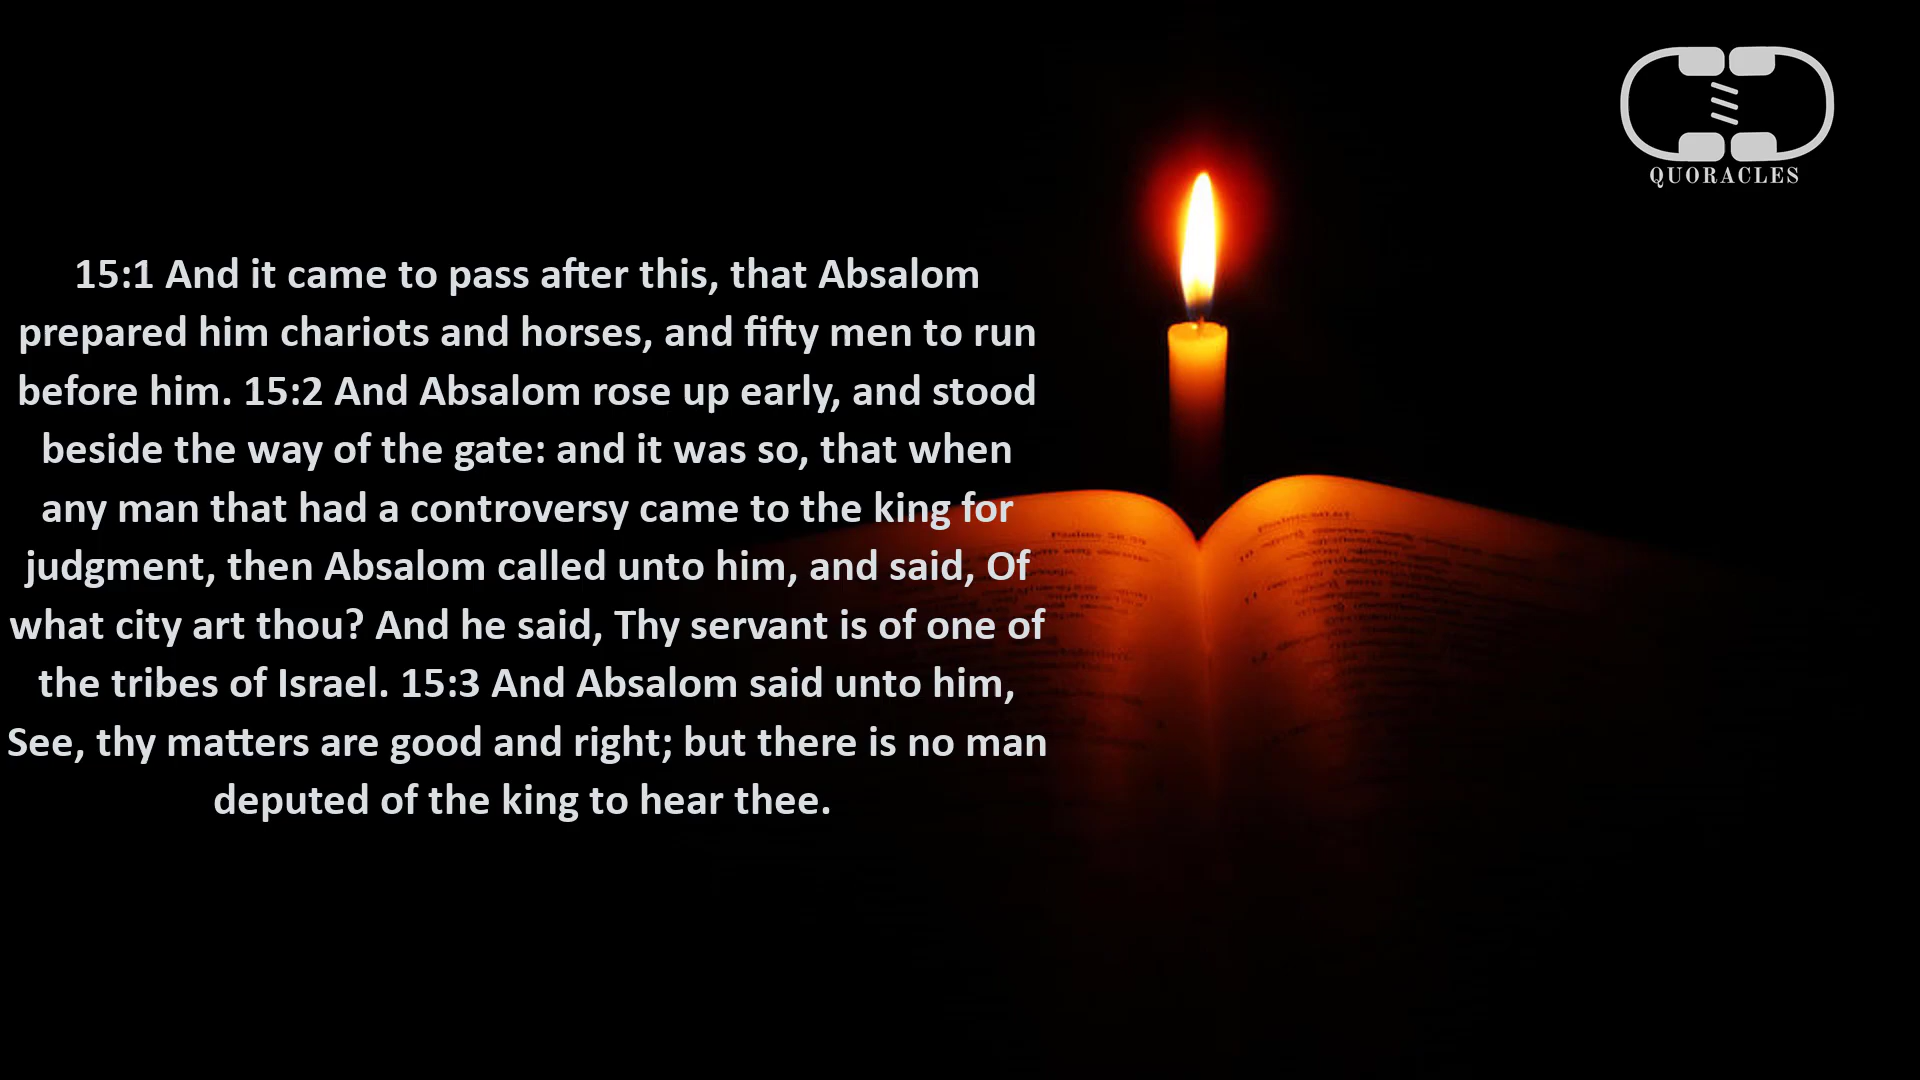 QUORACLES
15:1 And it came to pass after this, that Absalom
prepared him chariots and horses, and fifty men to run
before him. 15:2 And Absalom rose up early, and stood
beside the way of the gate: and it was so, that when
any man that had a controversy came to the king for
judgment, then Absalom called unto him, and said, Of
what city art thou? And he said, Thy servant is of one of
the tribes of Israel. 15:3 And Absalom said unto him,
See, thy matters are good and right; but there is no man
deputed of the king to hear thee.